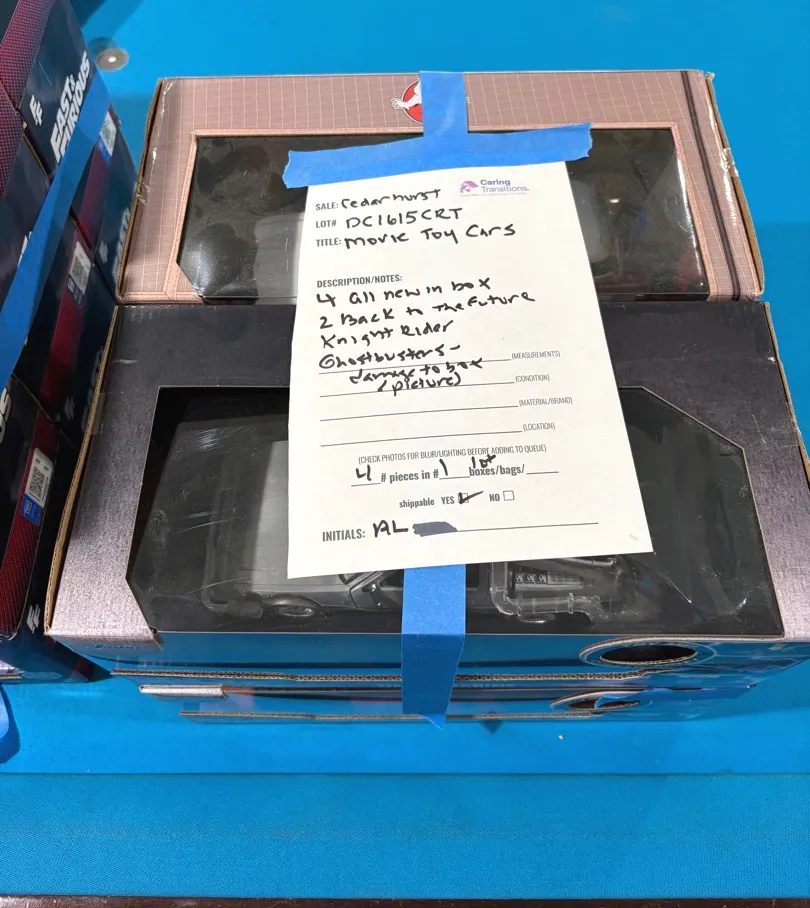 FAST &
FURIOUS
Caring
Transitions.
SALE: Cedarhurst
LOT# DC1615CRT
TITLE: Movie Toy Cars
DESCRIPTION/NOTES:
4 all new in box
2 Back to The Future
Knight Rider
Ghostbusters-
(MEASUREMENTS)
damage to box
(picture)
(CONDITION)
(MATERIAL/BRAND)
(LOCATION)
(CHECK PHOTOS FOR BLUR/LIGHTING BEFORE ADDING TO QUEUE)
4 # pieces in # 1 lot boxes/bags/
shippable YES NO
INITIALS: AL